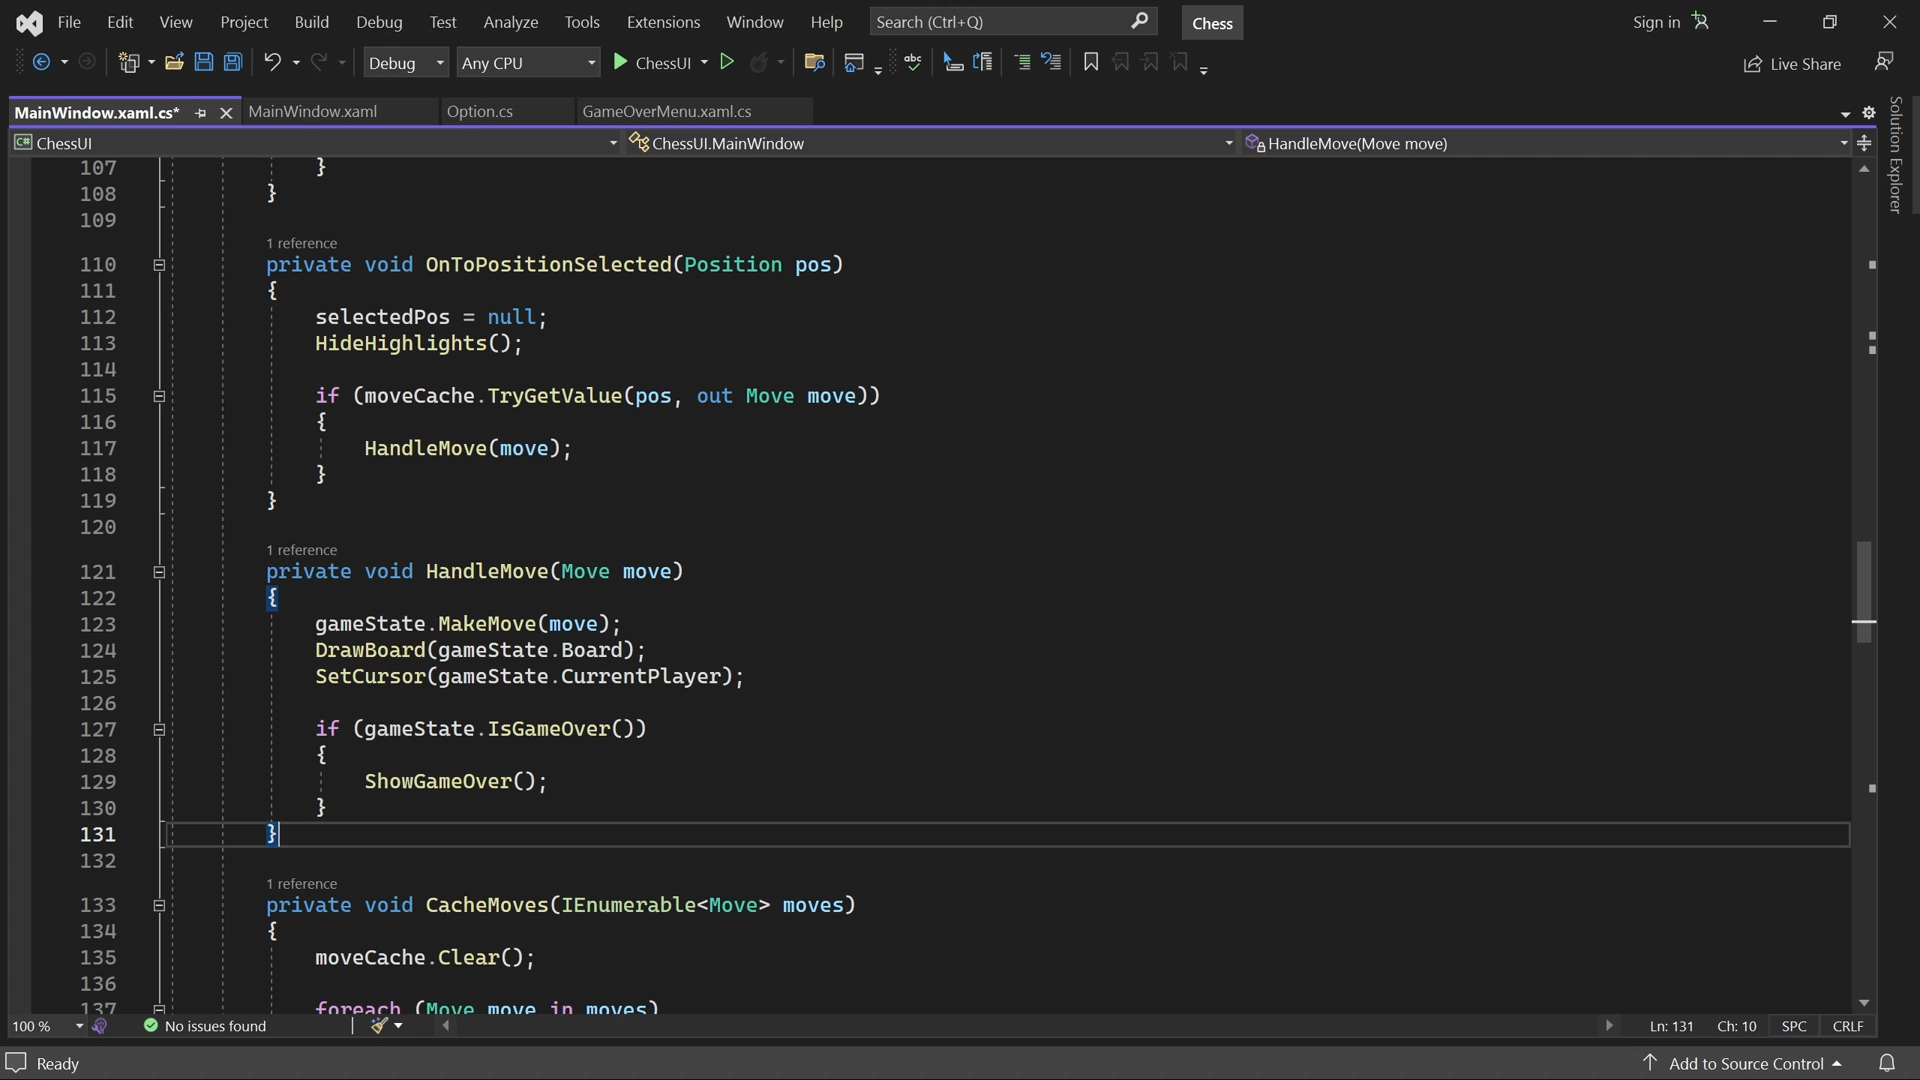 File Edit View Project Build Debug Test Analyze Tools Extensions Window Help Search (Ctrl+Q) Chess Sign in
Debug Any CPU ChessUI abc Live Share
MainWindow.xaml.cs* MainWindow.xaml Option.cs GameOverMenu.xaml.cs
C# ChessUI ChessUI.MainWindow HandleMove(Move move)
Solution Explorer
107 }
108 }
109
1 reference
110 private void OnToPositionSelected(Position pos)
111 {
112 selectedPos = null;
113 HideHighlights();
114
115 if (moveCache.TryGetValue(pos, out Move move))
116 {
117 HandleMove(move);
118 }
119 }
120
1 reference
121 private void HandleMove(Move move)
122 {
123 gameState.MakeMove(move);
124 DrawBoard(gameState.Board);
125 SetCursor(gameState.CurrentPlayer);
126
127 if (gameState.IsGameOver())
128 {
129 ShowGameOver();
130 }
131 }
132
1 reference
133 private void CacheMoves(IEnumerable<Move> moves)
134 {
135 moveCache.Clear();
136
137 foreach (Move move in moves)
100 % No issues found Ln: 131 Ch: 10 SPC CRLF
Ready Add to Source Control